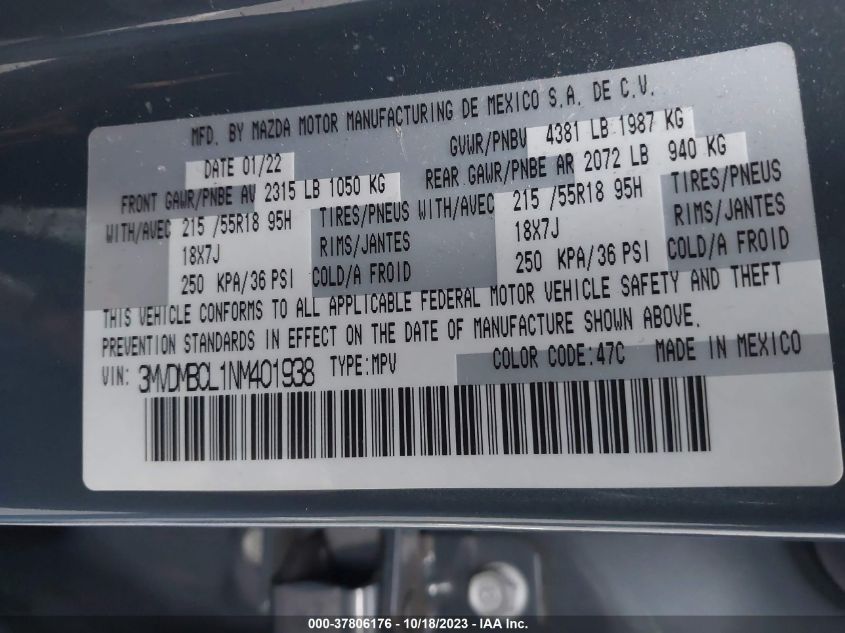 MFD. BY MAZDA MOTOR MANUFACTURING DE MEXICO S.A. DE C.V.
DATE 01/22 GVWR/PNBV 4381 LB 1987 KG
FRONT GAWR/PNBE AV 2315 LB 1050 KG REAR GAWR/PNBE AR 2072 LB 940 KG
WITH/AVEC 215 /55R18 95H TIRES/PNEUS WITH/AVEC 215 /55R18 95H TIRES/PNEUS
18X7J RIMS/JANTES 18X7J RIMS/JANTES
250 KPA/36 PSI COLD/A FROID 250 KPA/36 PSI COLD/A FROID
THIS VEHICLE CONFORMS TO ALL APPLICABLE FEDERAL MOTOR VEHICLE SAFETY AND THEFT
PREVENTION STANDARDS IN EFFECT ON THE DATE OF MANUFACTURE SHOWN ABOVE.
VIN: 3MVDMBCL1NM401938 TYPE:MPV COLOR CODE:47C MADE IN MEXICO
000-37806176 - 10/18/2023 - IAAI.com